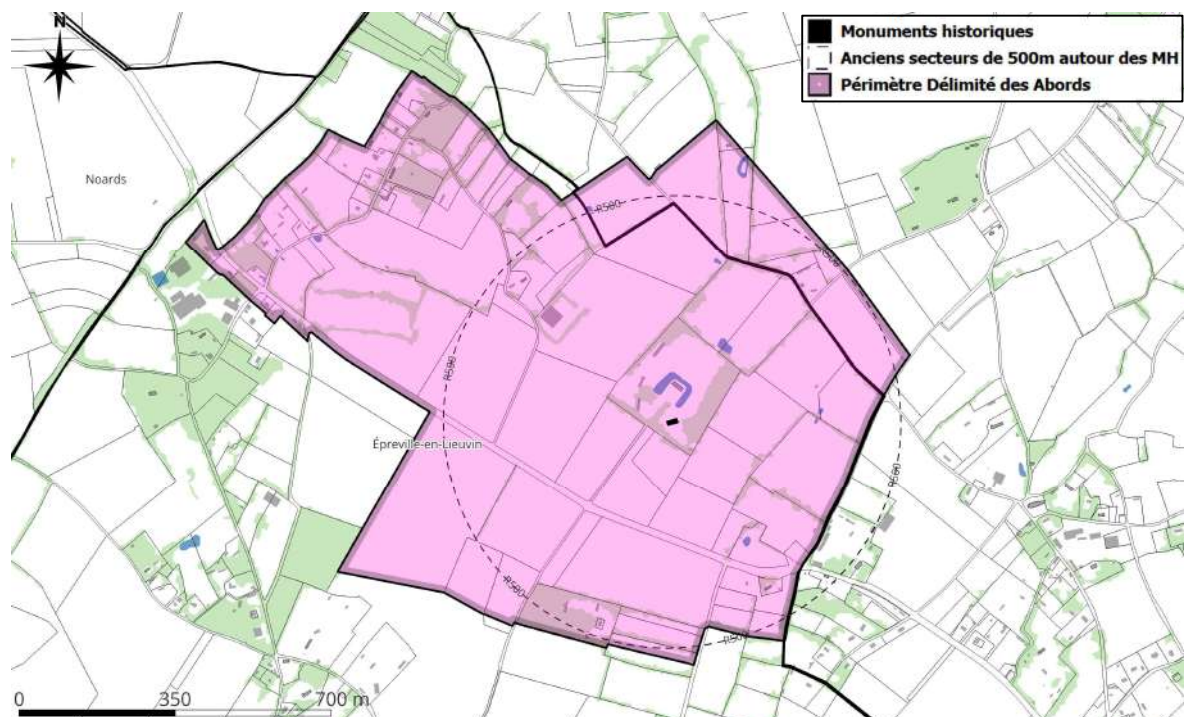 N
Monuments historiques
Anciens secteurs de 500m autour des MH
Périmètre Délimité des Abords
Noards
R500
R500
R500
Épreville-en-Lieuvin
R500
R500
R500
0 350 700 m